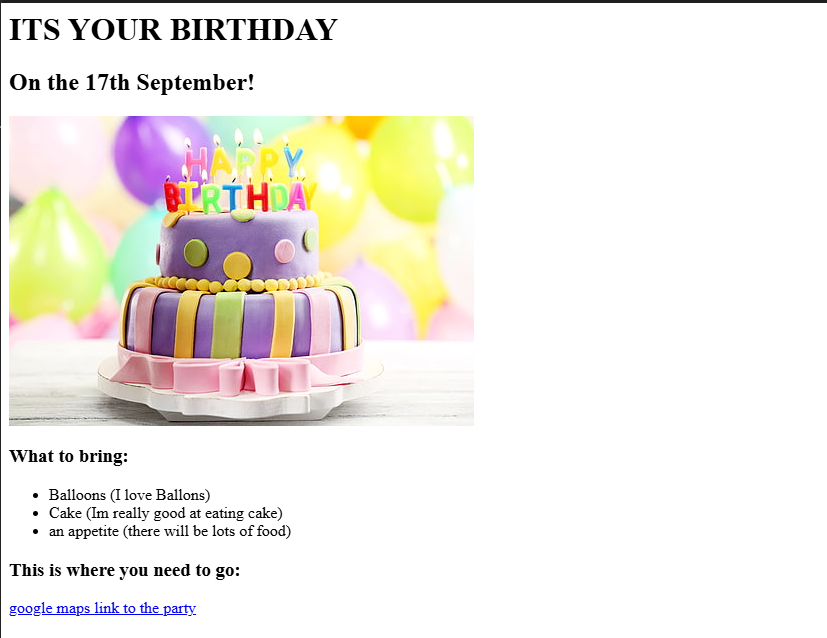 ITS YOUR BIRTHDAY
On the 17th September!
HAPPY
BIRTHDAY
What to bring:
Balloons (I love Ballons)
Cake (Im really good at eating cake)
an appetite (there will be lots of food)
This is where you need to go:
google maps link to the party